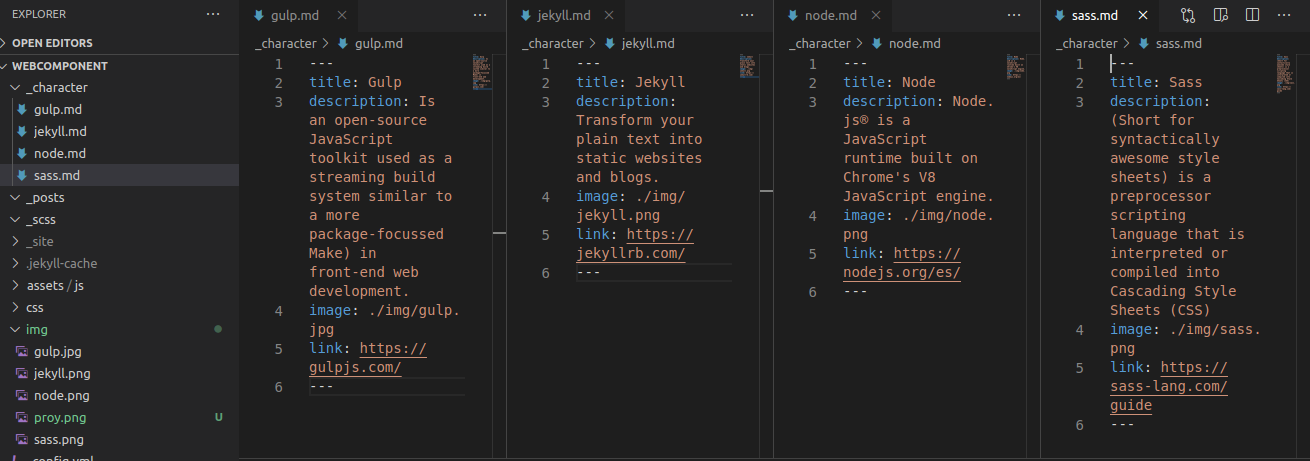 EXPLORER ···
OPEN EDITORS
WEBCOMPONENT
_character
gulp.md
jekyll.md
node.md
sass.md
_posts
_scss
_site
.jekyll-cache
assets / js
css
img
gulp.jpg
jekyll.png
node.png
proy.png U
sass.png
_config.yml
gulp.md ···
_character > gulp.md
1 ---
2 title: Gulp
3 description: Is
an open-source
JavaScript
toolkit used as a
streaming build
system similar to
a more
package-focussed
Make) in
front-end web
development.
4 image: ./img/gulp.
jpg
5 link: https://
gulpjs.com/
6 ---
jekyll.md ···
_character > jekyll.md
1 ---
2 title: Jekyll
3 description:
Transform your
plain text into
static websites
and blogs.
4 image: ./img/
jekyll.png
5 link: https://
jekyllrb.com/
6 ---
node.md ···
_character > node.md
1 ---
2 title: Node
3 description: Node.
js® is a
JavaScript
runtime built on
Chrome's V8
JavaScript engine.
4 image: ./img/node.
png
5 link: https://
nodejs.org/es/
6 ---
sass.md ···
_character > sass.md
1 ---
2 title: Sass
3 description:
(Short for
syntactically
awesome style
sheets) is a
preprocessor
scripting
language that is
interpreted or
compiled into
Cascading Style
Sheets (CSS)
4 image: ./img/sass.
png
5 link: https://
sass-lang.com/
guide
6 ---